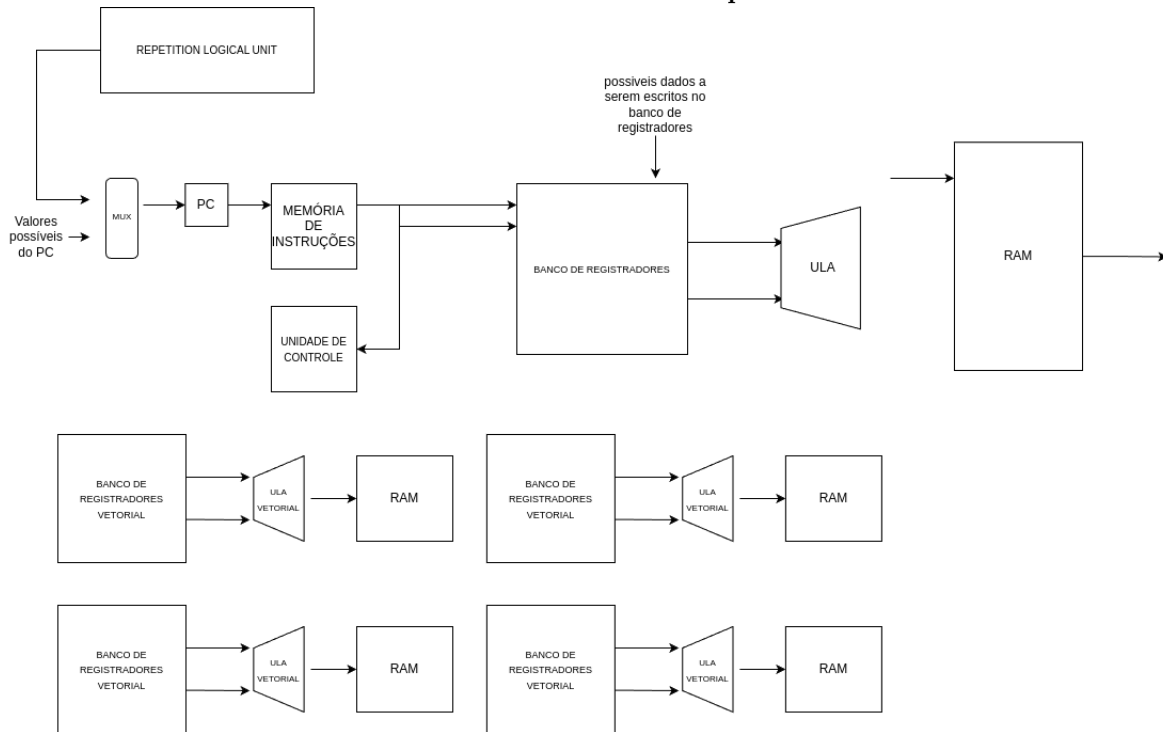 REPETITION LOGICAL UNIT
possiveis dados a
serem escritos no
banco de
registradores
MUX
PC
MEMÓRIA
DE
INSTRUÇÕES
Valores
possíveis
do PC
BANCO DE REGISTRADORES
ULA
RAM
UNIDADE DE
CONTROLE
BANCO DE
REGISTRADORES
VETORIAL
ULA
VETORIAL
RAM
BANCO DE
REGISTRADORES
VETORIAL
ULA
VETORIAL
RAM
BANCO DE
REGISTRADORES
VETORIAL
ULA
VETORIAL
RAM
BANCO DE
REGISTRADORES
VETORIAL
ULA
VETORIAL
RAM